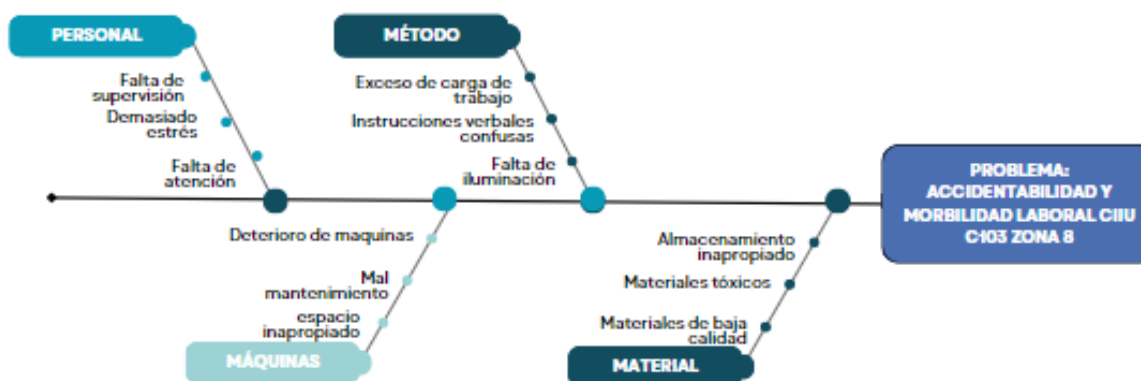 PERSONAL
Falta de
supervisión
Demasiado
estrés
Falta de
atención
MÉTODO
Exceso de carga de
trabajo
Instrucciones verbales
confusas
Falta de
iluminación
PROBLEMA:
ACCIDENTABILIDAD Y
MORBILIDAD LABORAL CIIU
C103 ZONA 8
Deterioro de maquinas
Mal
mantenimiento
espacio
inapropiado
MÁQUINAS
Almacenamiento
inapropiado
Materiales tóxicos
Materiales de baja
calidad
MATERIAL